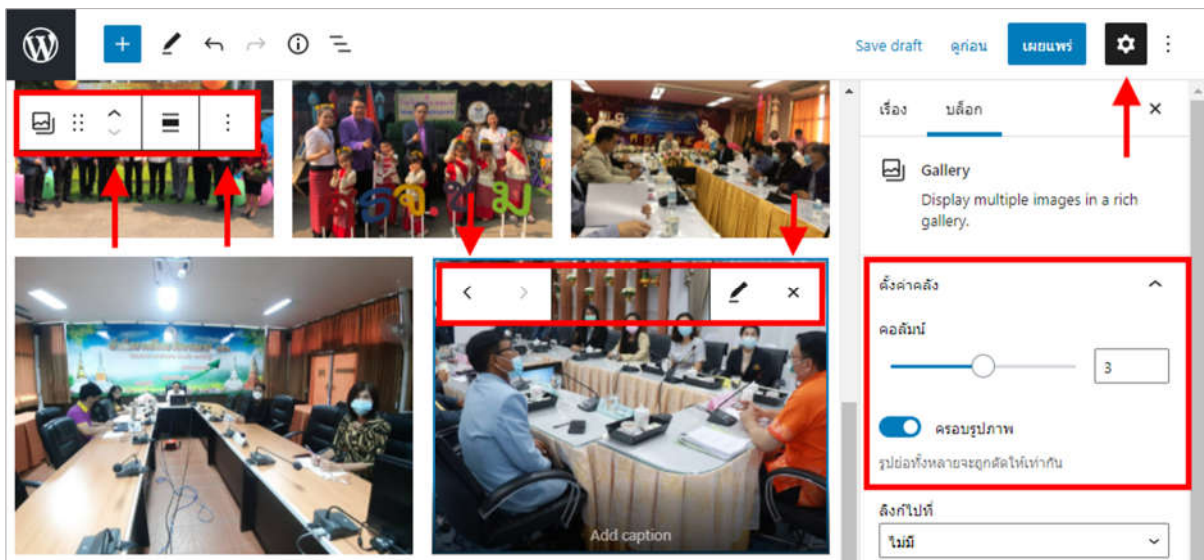 Save draft ดูก่อน เผยแพร่
เรื่อง บล็อก
Gallery
Display multiple images in a rich
gallery.
ตั้งค่าคลัง
คอลัมน์
3
ครอบรูปภาพ
รูปย่อทั้งหลายจะถูกตัดให้เท่ากัน
ลิงก์ไปที่
ไม่มี
Add caption